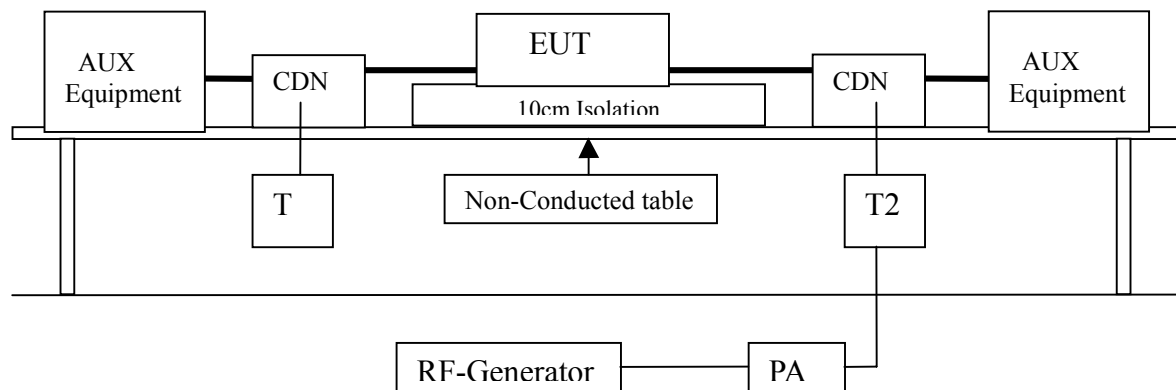 AUX
Equipment
CDN
EUT
CDN
AUX
Equipment
10cm Isolation
T
Non-Conducted table
T2
RF-Generator
PA